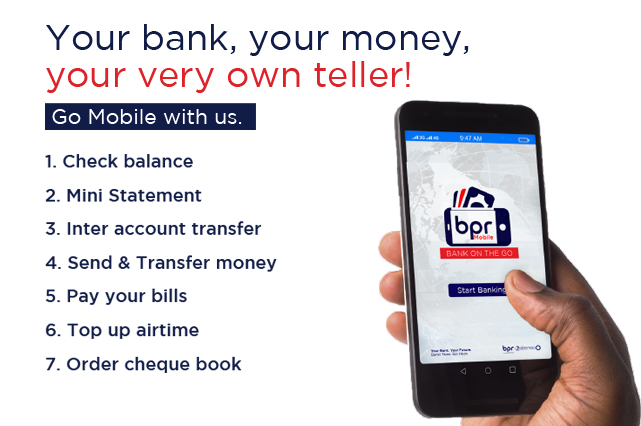 Your bank, your money,
your very own teller!
Go Mobile with us.
1. Check balance
2. Mini Statement
3. Inter account transfer
4. Send & Transfer money
5. Pay your bills
6. Top up airtime
7. Order cheque book
3G 4G
9:47 AM
bpr
Mobile
BANK ON THE GO
Start Banking
Your Bank. Your Future.
bpr